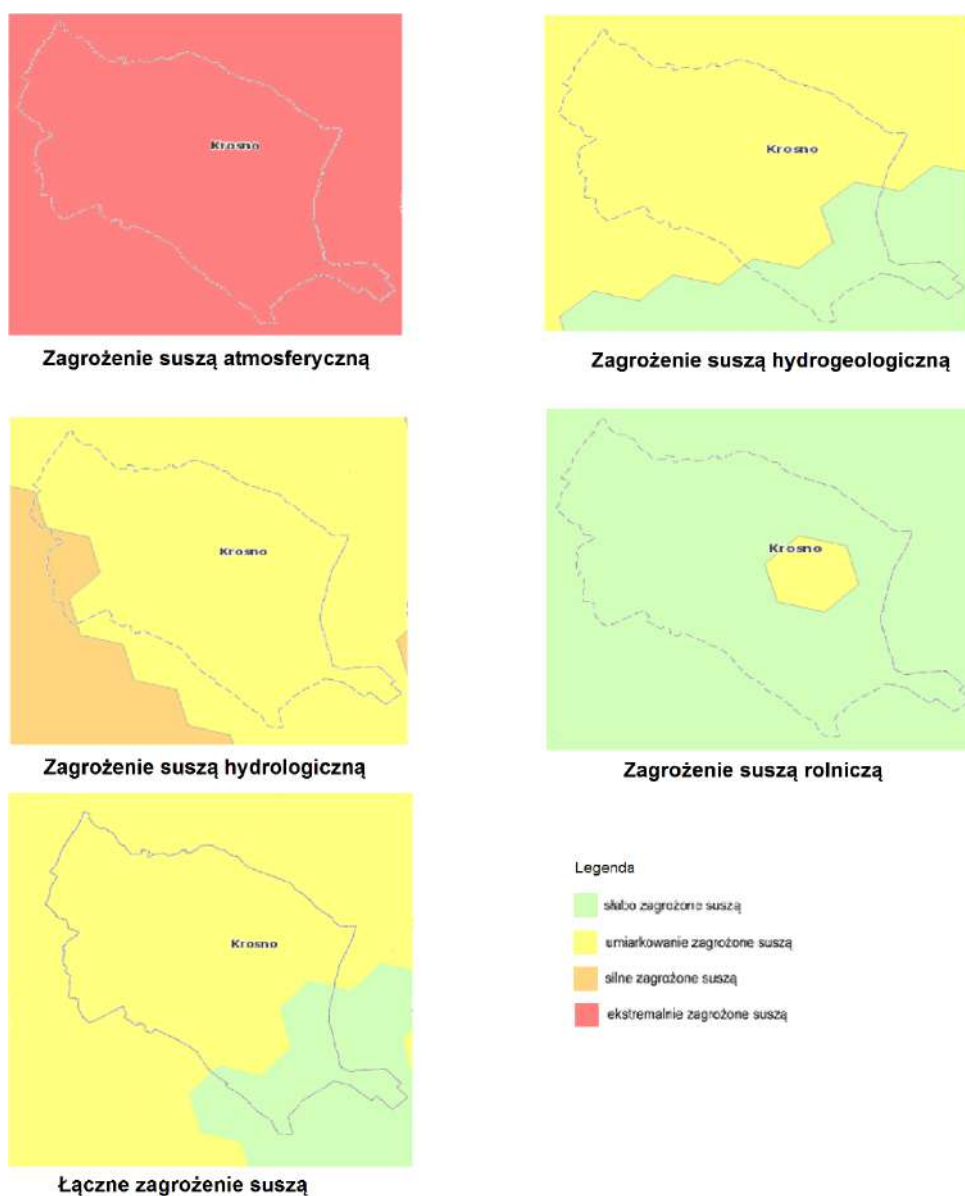 Krosno
Krosno
Zagrożenie suszą atmosferyczną
Zagrożenie suszą hydrogeologiczną
Krosno
Krosno
Zagrożenie suszą hydrologiczną
Zagrożenie suszą rolniczą
Krosno
Legenda
słabo zagrożone suszą
umiarkowanie zagrożone suszą
silne zagrożone suszą
ekstremalnie zagrożone suszą
Łączne zagrożenie suszą